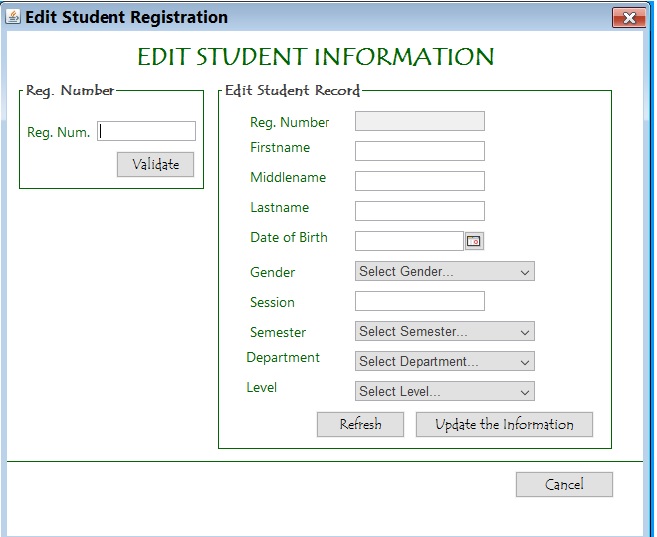 Edit Student Registration
EDIT STUDENT INFORMATION
Reg. Number
Reg. Num.
Validate
Edit Student Record
Reg. Number
Firstname
Middlename
Lastname
Date of Birth
Gender Select Gender...
Session
Semester Select Semester...
Department Select Department...
Level Select Level...
Refresh Update the Information
Cancel